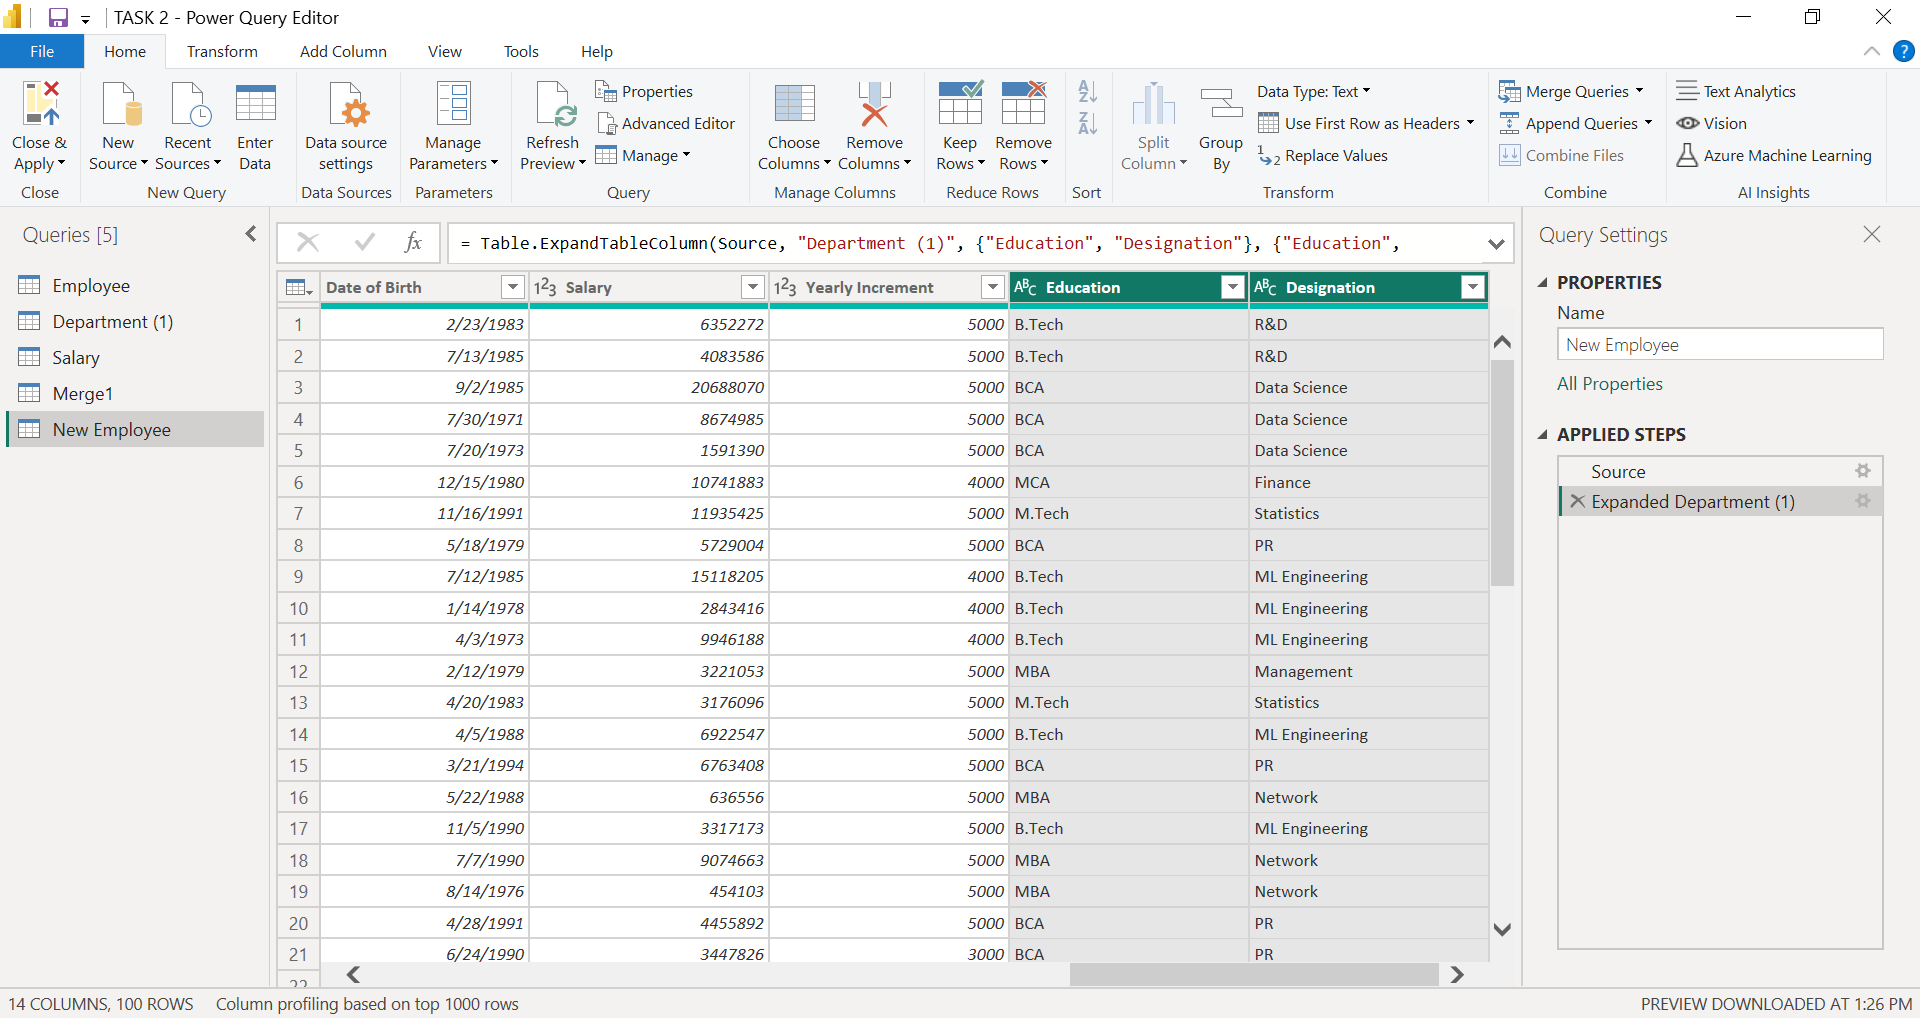 TASK 2 - Power Query Editor
File Home Transform Add Column View Tools Help
Close & Apply
New Source
Recent Sources
Enter Data
Data source settings
Manage Parameters
Refresh Preview
Properties
Advanced Editor
Manage
Choose Columns
Remove Columns
Keep Rows
Remove Rows
Split Column
Group By
Data Type: Text
Use First Row as Headers
Replace Values
Merge Queries
Append Queries
Combine Files
Text Analytics
Vision
Azure Machine Learning
Close New Query Data Sources Parameters Query Manage Columns Reduce Rows Sort Transform Combine AI Insights
Queries [5]
Employee
Department (1)
Salary
Merge1
New Employee
fx = Table.ExpandTableColumn(Source, "Department (1)", {"Education", "Designation"}, {"Education",
Date of Birth 123 Salary 123 Yearly Increment ABC Education ABC Designation
1 2/23/1983 6352272 5000 B.Tech R&D
2 7/13/1985 4083586 5000 B.Tech R&D
3 9/2/1985 20688070 5000 BCA Data Science
4 7/30/1971 8674985 5000 BCA Data Science
5 7/20/1973 1591390 5000 BCA Data Science
6 12/15/1980 10741883 4000 MCA Finance
7 11/16/1991 11935425 5000 M.Tech Statistics
8 5/18/1979 5729004 5000 BCA PR
9 7/12/1985 15118205 4000 B.Tech ML Engineering
10 1/14/1978 2843416 4000 B.Tech ML Engineering
11 4/3/1973 9946188 4000 B.Tech ML Engineering
12 2/12/1979 3221053 5000 MBA Management
13 4/20/1983 3176096 5000 M.Tech Statistics
14 4/5/1988 6922547 5000 B.Tech ML Engineering
15 3/21/1994 6763408 5000 BCA PR
16 5/22/1988 636556 5000 MBA Network
17 11/5/1990 3317173 5000 B.Tech ML Engineering
18 7/7/1990 9074663 5000 MBA Network
19 8/14/1976 454103 5000 MBA Network
20 4/28/1991 4455892 5000 BCA PR
21 6/24/1990 3447826 3000 BCA PR
22
Query Settings
PROPERTIES
Name
New Employee
All Properties
APPLIED STEPS
Source
Expanded Department (1)
14 COLUMNS, 100 ROWS Column profiling based on top 1000 rows PREVIEW DOWNLOADED AT 1:26 PM